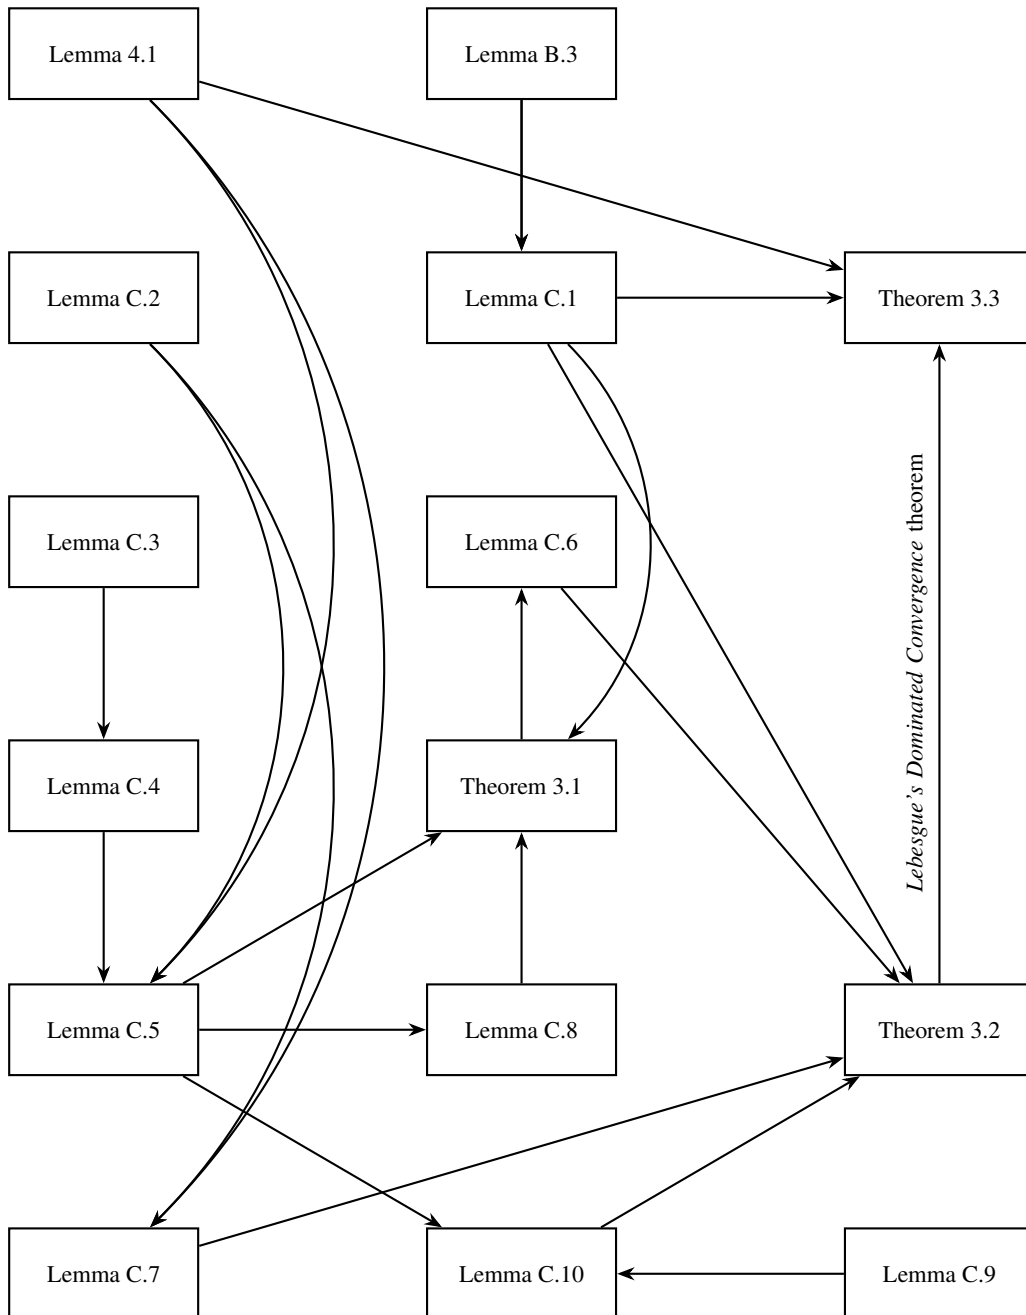 Lemma 4.1
Lemma B.3
Lemma C.2
Lemma C.1
Theorem 3.3
Lemma C.3
Lemma C.6
Lebesgue's Dominated Convergence theorem
Lemma C.4
Theorem 3.1
Lemma C.5
Lemma C.8
Theorem 3.2
Lemma C.7
Lemma C.10
Lemma C.9